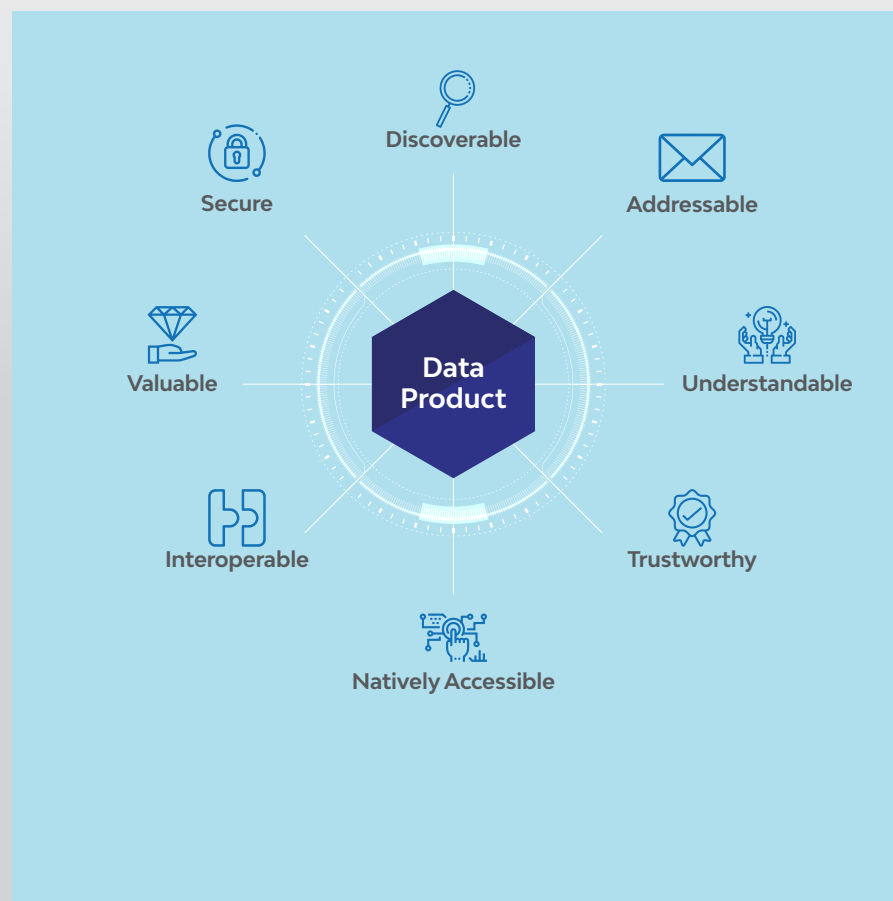 Discoverable
Secure
Addressable
Valuable
Data
Product
Understandable
Interoperable
Trustworthy
Natively Accessible